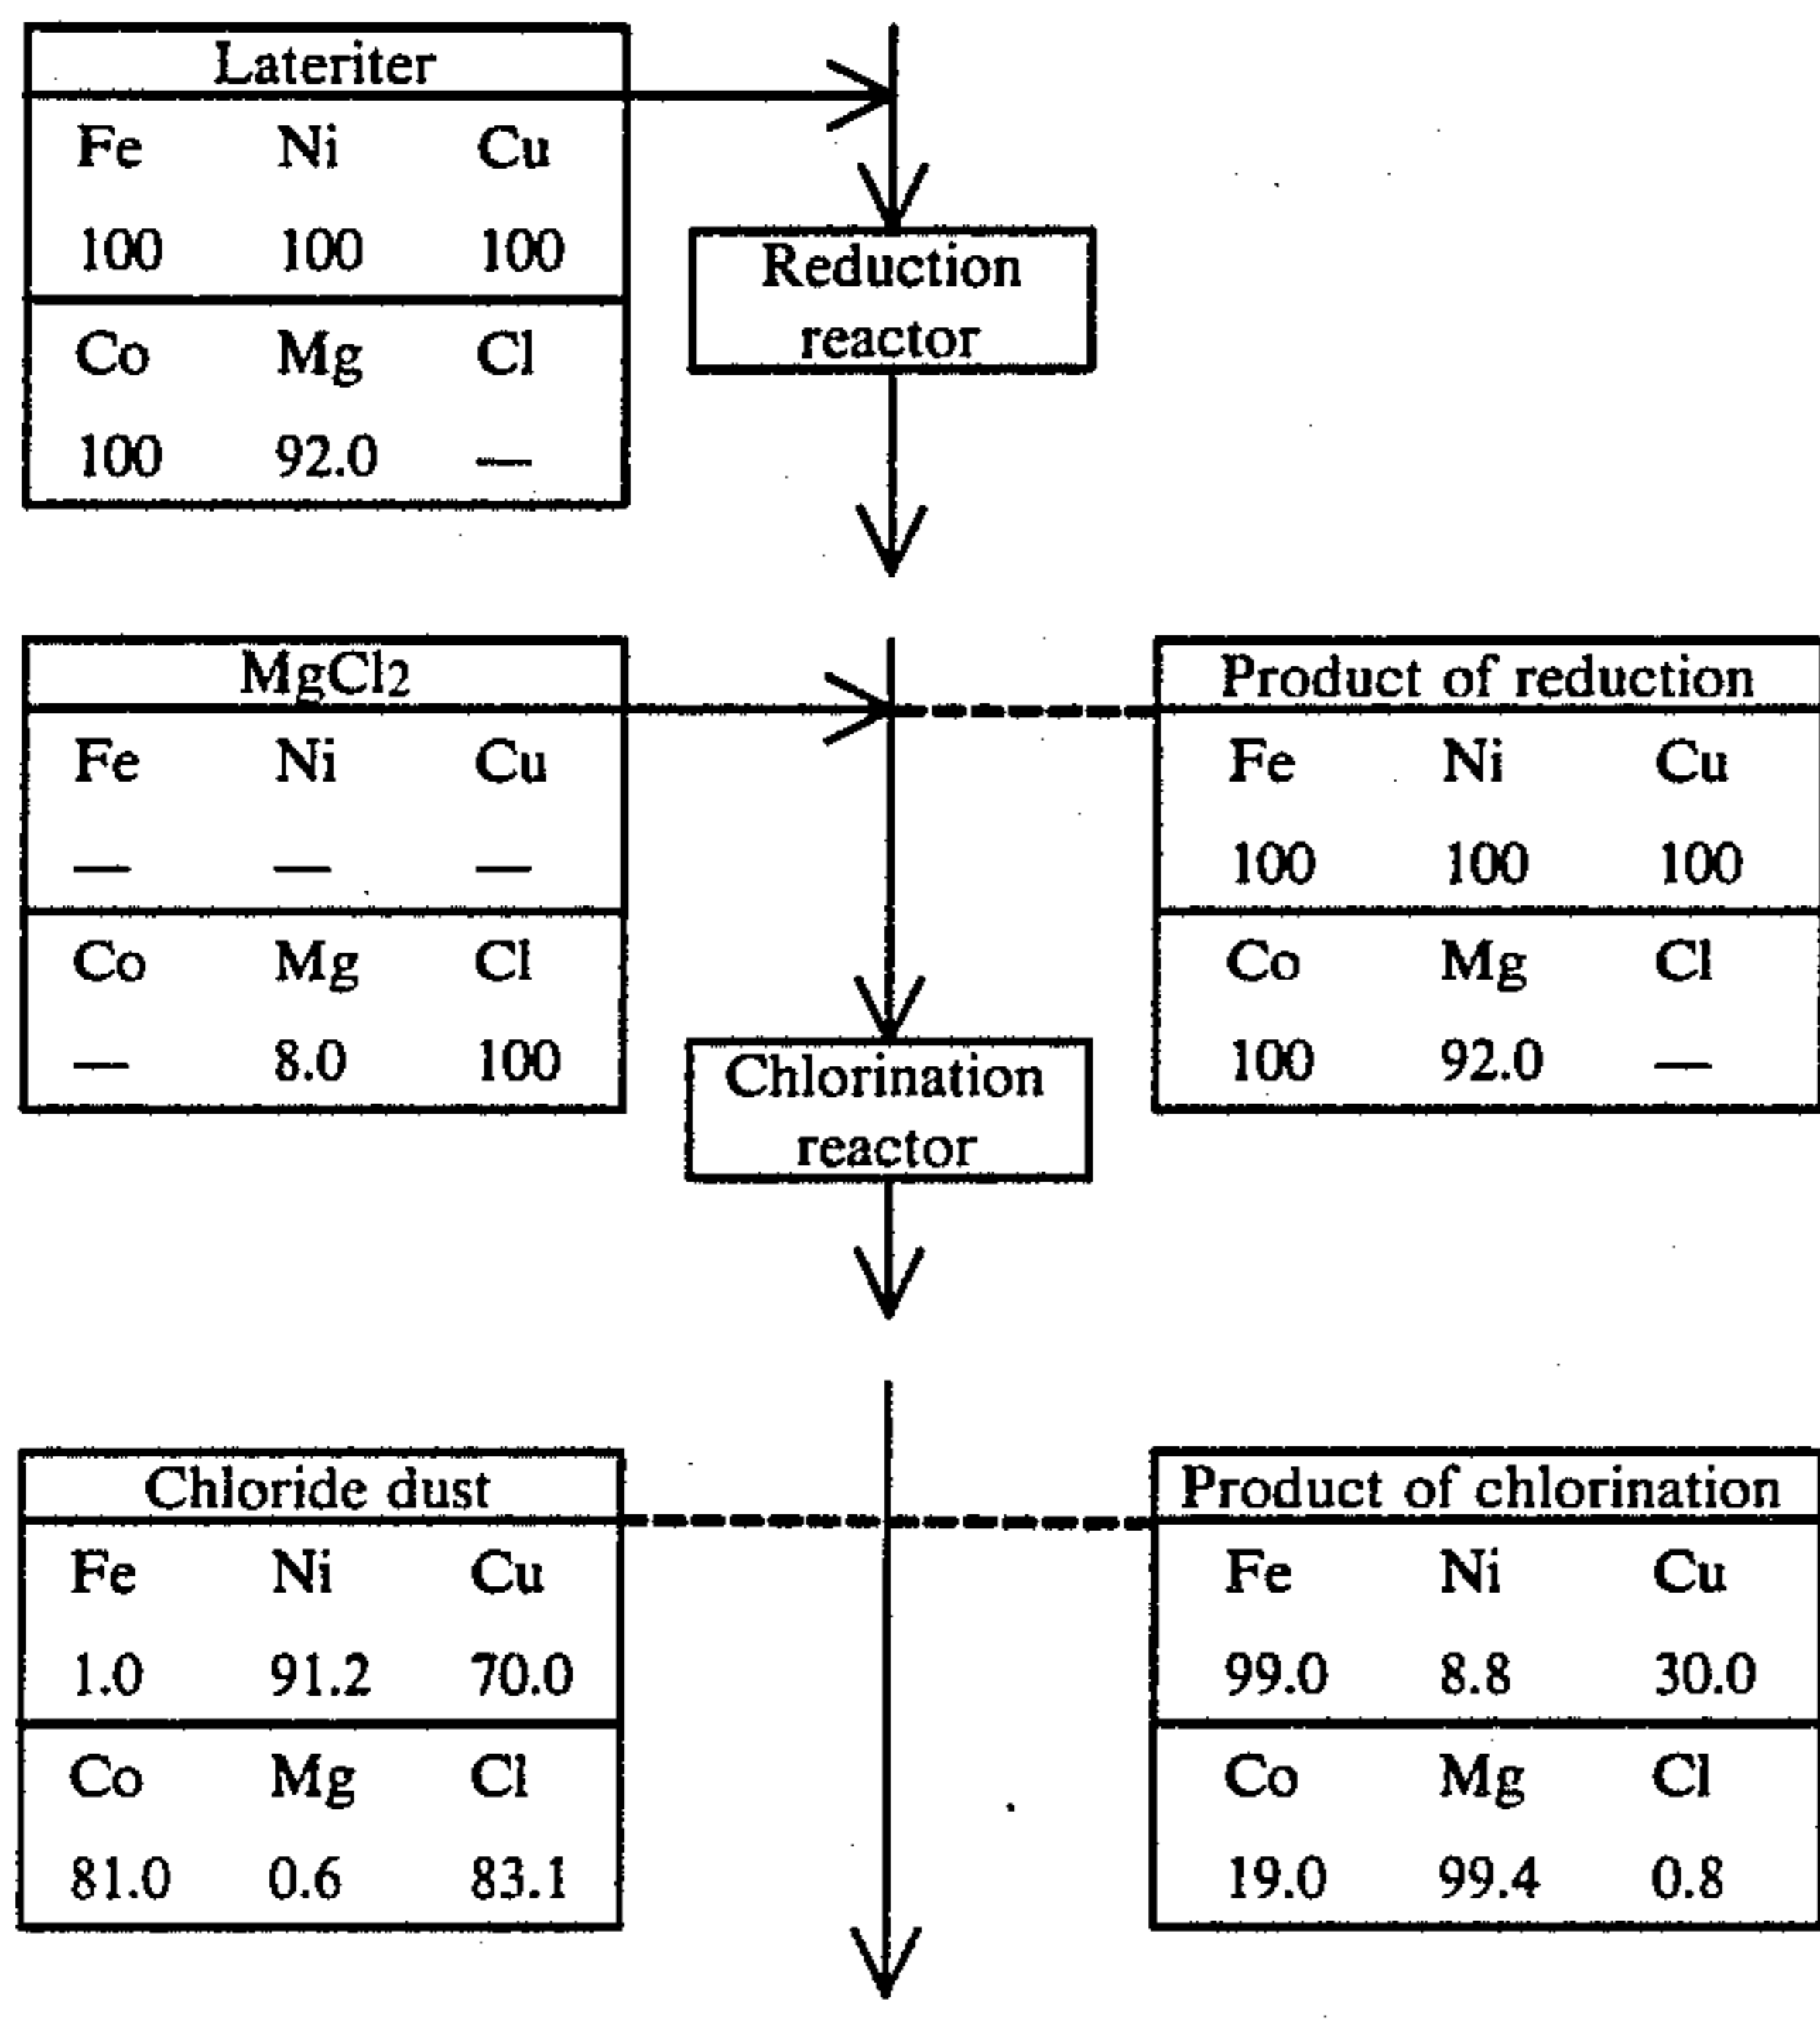 Lateriter
Fe Ni Cu
100 100 100
Co Mg Cl
100 92.0 —
Reduction
reactor
MgCl2
Fe Ni Cu
— — —
Co Mg Cl
— 8.0 100
Product of reduction
Fe Ni Cu
100 100 100
Co Mg Cl
100 92.0 —
Chlorination
reactor
Chloride dust
Fe Ni Cu
1.0 91.2 70.0
Co Mg Cl
81.0 0.6 83.1
Product of chlorination
Fe Ni Cu
99.0 8.8 30.0
Co Mg Cl
19.0 99.4 0.8